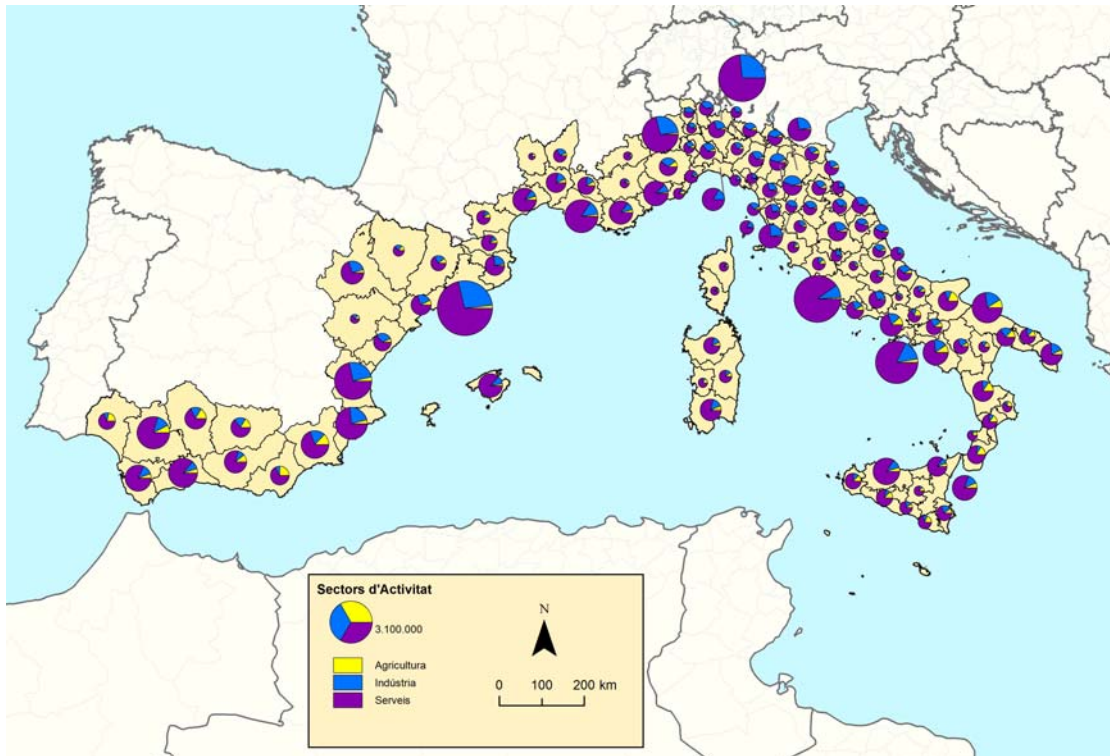 Sectors d'Activitat
3.100.000
Agricultura
Indústria
Serveis
N
0 100 200 km